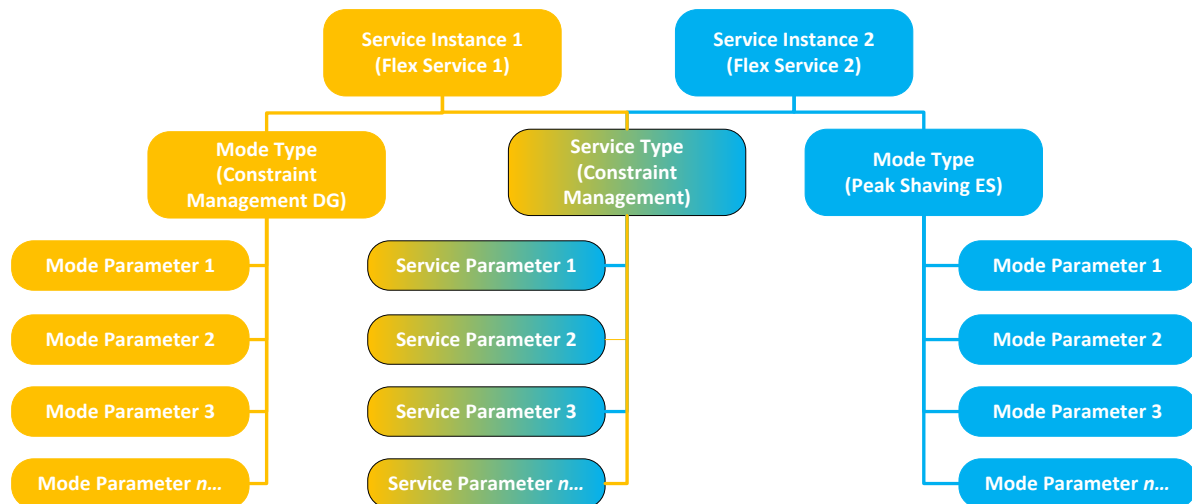 Service Instance 1
(Flex Service 1)
Service Instance 2
(Flex Service 2)
Mode Type
(Constraint
Management DG)
Service Type
(Constraint
Management)
Mode Type
(Peak Shaving ES)
Mode Parameter 1
Service Parameter 1
Mode Parameter 1
Mode Parameter 2
Service Parameter 2
Mode Parameter 2
Mode Parameter 3
Service Parameter 3
Mode Parameter 3
Mode Parameter n...
Service Parameter n...
Mode Parameter n...